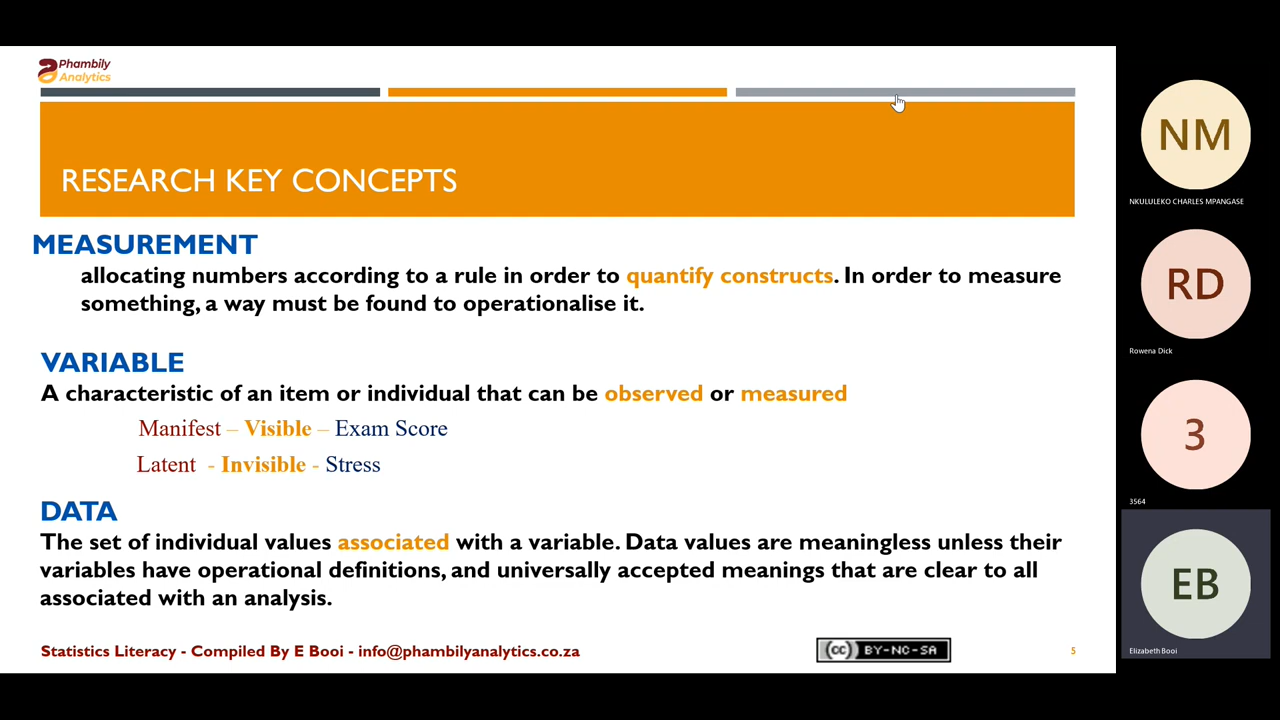 Phambily
Analytics
RESEARCH KEY CONCEPTS
MEASUREMENT
allocating numbers according to a rule in order to quantify constructs. In order to measure
something, a way must be found to operationalise it.
VARIABLE
A characteristic of an item or individual that can be observed or measured
Manifest – Visible – Exam Score
Latent - Invisible - Stress
DATA
The set of individual values associated with a variable. Data values are meaningless unless their
variables have operational definitions, and universally accepted meanings that are clear to all
associated with an analysis.
Statistics Literacy - Compiled By E Booi - info@phambilyanalytics.co.za
cc BY-NC-SA
5
NM
NKULULEKO CHARLES MPANGASE
RD
Rowena Dick
3
3564
EB
Elizabeth Booi